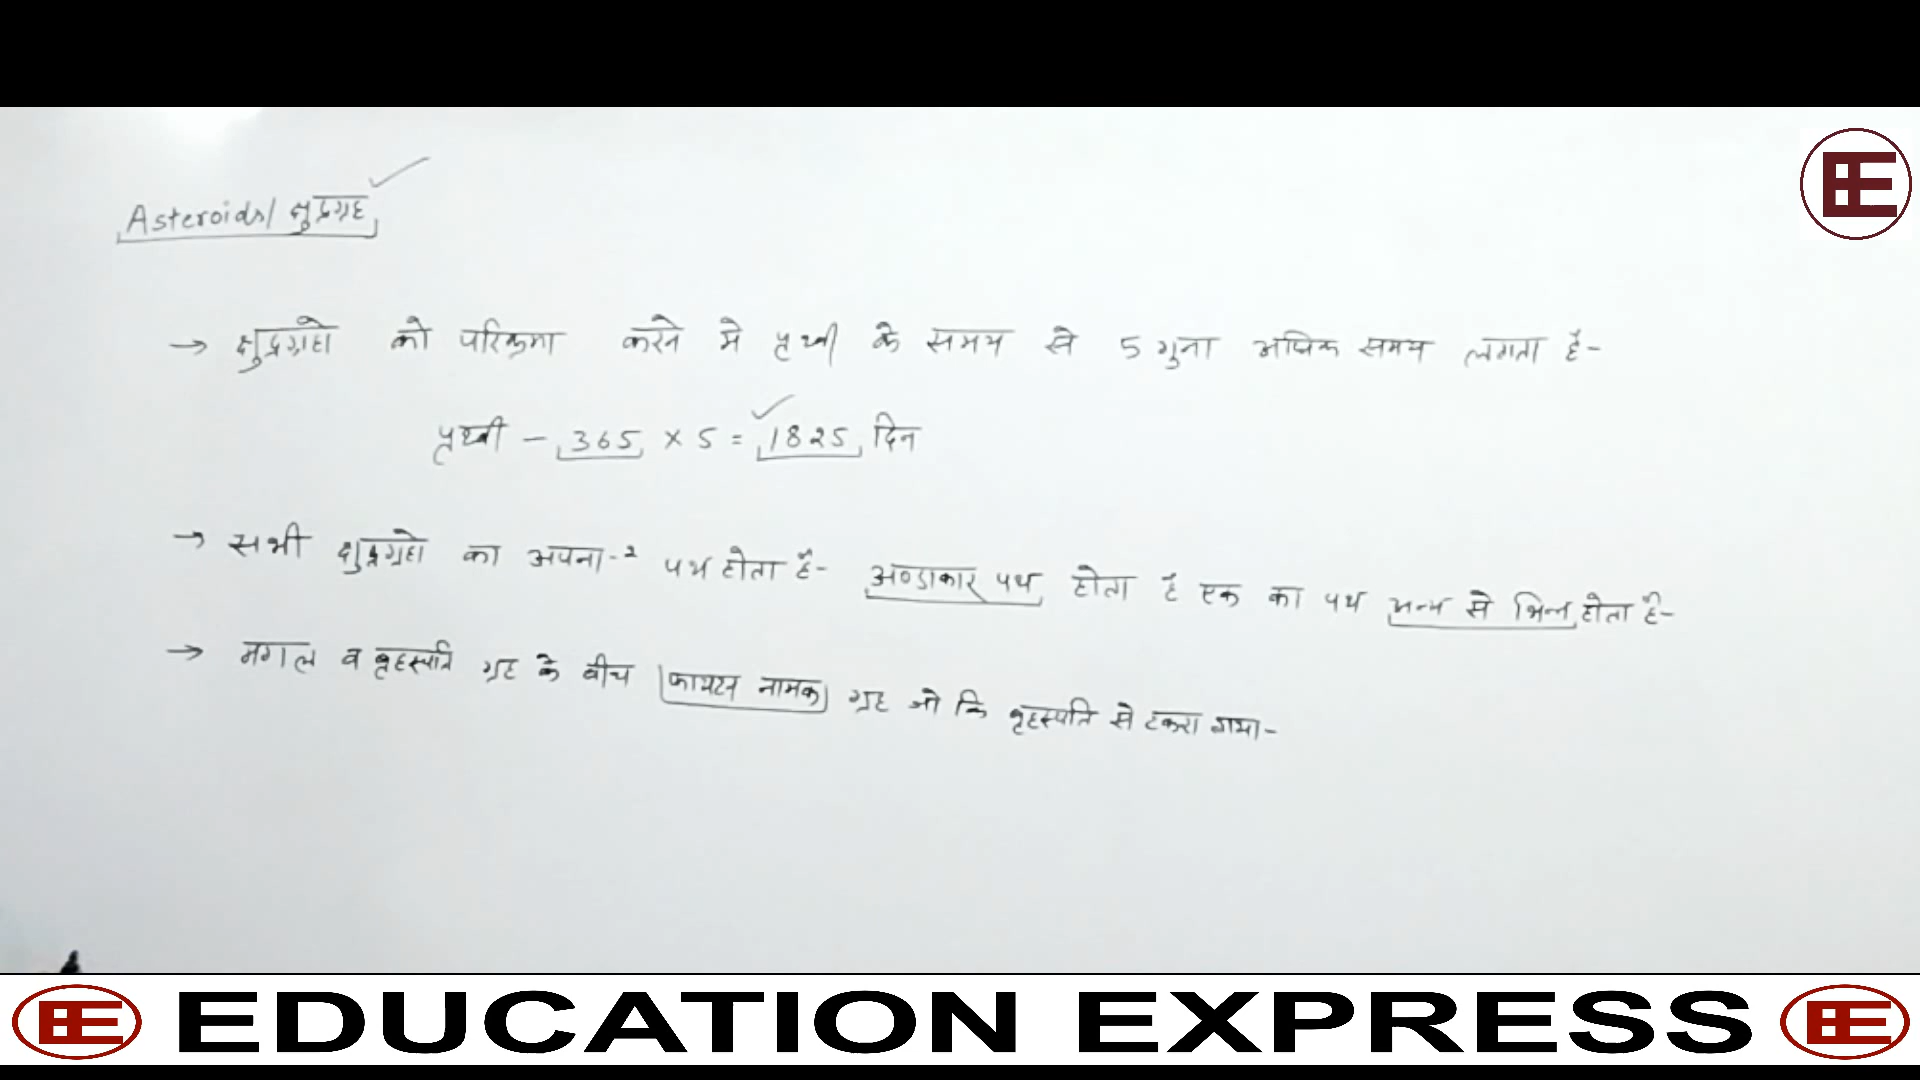 Asteroids/ क्षुद्रग्रह
→ क्षुद्रग्रहो को परिक्रमा करने मे पृथ्वी के समय से 5 गुना अधिक समय लगता है-
पृथ्वी - 365 × 5 = 1825 दिन
→ सभी क्षुद्रग्रहो का अपना-२ पथ होता है- अण्डाकार पथ होता है एक का पथ अन्य से भिन्न होता है-
→ मगल व बृहस्पति ग्रह के बीच फायटन नामक ग्रह जो कि बृहस्पति से टकरा गया-
EDUCATION EXPRESS